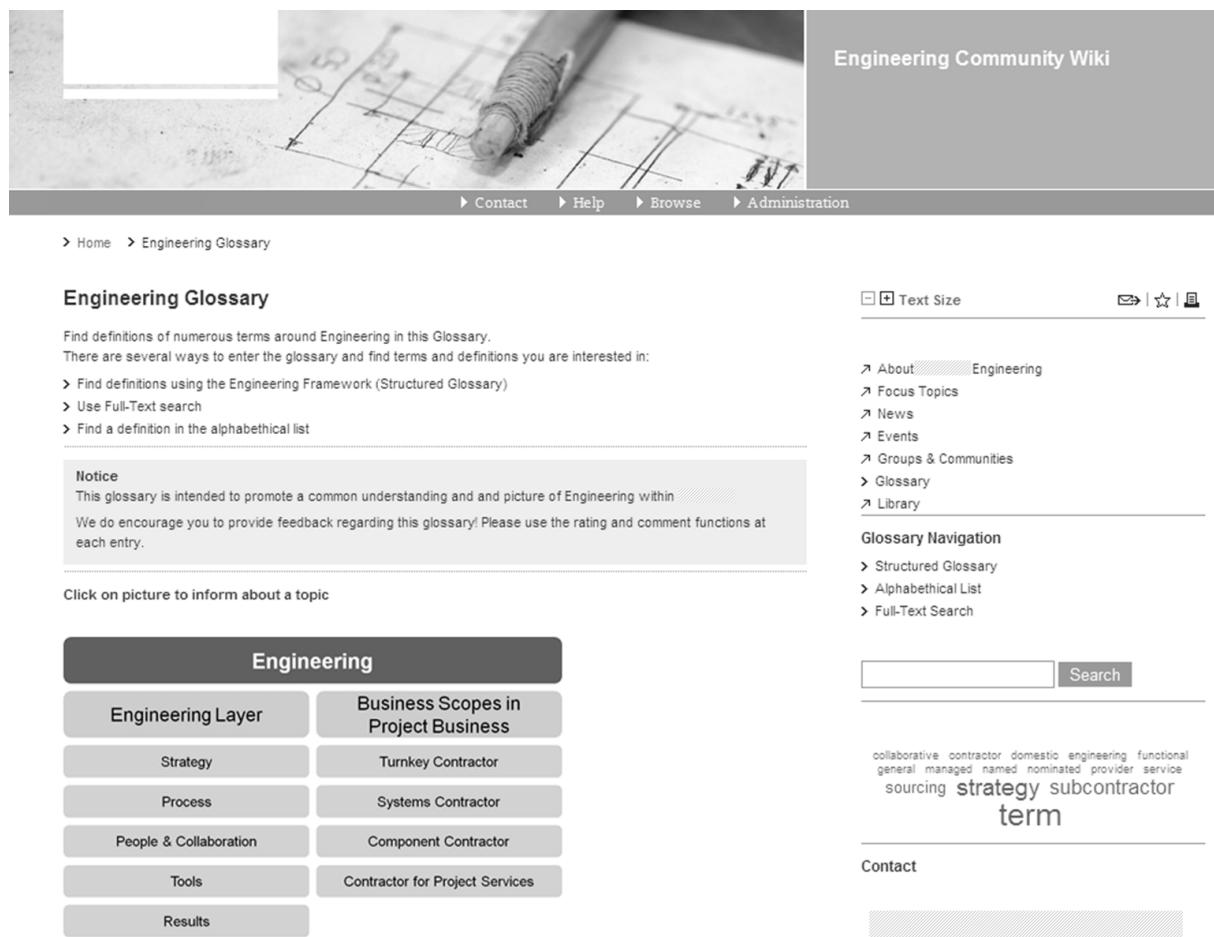 Engineering Community Wiki
Contact Help Browse Administration
Home Engineering Glossary
Engineering Glossary
Find definitions of numerous terms around Engineering in this Glossary.
There are several ways to enter the glossary and find terms and definitions you are interested in:
Find definitions using the Engineering Framework (Structured Glossary)
Use Full-Text search
Find a definition in the alphabethical list
Notice
This glossary is intended to promote a common understanding and and picture of Engineering within
We do encourage you to provide feedback regarding this glossary! Please use the rating and comment functions at
each entry.
Click on picture to inform about a topic
Engineering
Engineering Layer
Business Scopes in
Project Business
Strategy
Turnkey Contractor
Process
Systems Contractor
People & Collaboration
Component Contractor
Tools
Contractor for Project Services
Results
Text Size
About Engineering
Focus Topics
News
Events
Groups & Communities
Glossary
Library
Glossary Navigation
Structured Glossary
Alphabethical List
Full-Text Search
Search
collaborative contractor domestic engineering functional
general managed named nominated provider service
sourcing strategy subcontractor
term
Contact